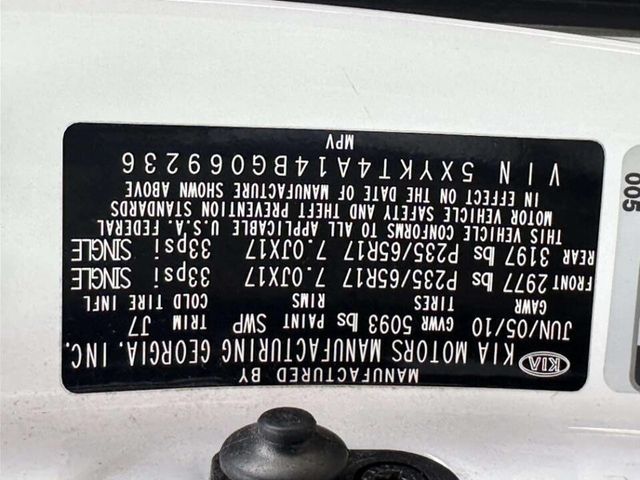 MANUFACTURED BY
KIA KIA MOTORS MANUFACTURING GEORGIA, INC.
JUN/05/10 GVWR 5093 lbs PAINT SWP TRIM J7
GAWR TIRES RIMS COLD TIRE INFL
FRONT 2977 lbs P235/65R17 7.0JX17 33psi SINGLE
REAR 3197 lbs P235/65R17 7.0JX17 33psi SINGLE
THIS VEHICLE CONFORMS TO ALL APPLICABLE U.S.A. FEDERAL
MOTOR VEHICLE SAFETY AND THEFT PREVENTION STANDARDS
IN EFFECT ON THE DATE OF MANUFACTURE SHOWN ABOVE
VIN 5XYKT4A14BG069236
MPV
005